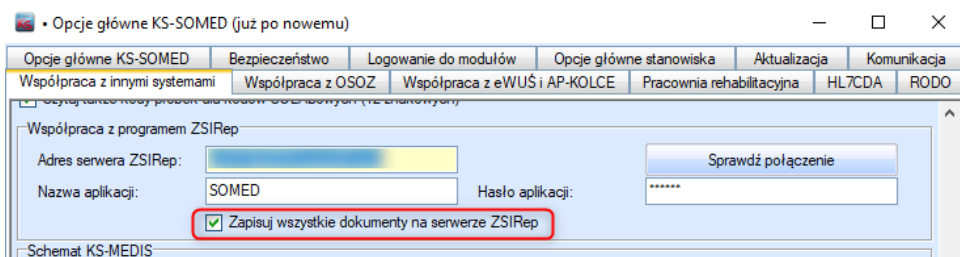 • Opcje główne KS-SOMED (już po nowemu)
Opcje główne KS-SOMED Bezpieczeństwo Logowanie do modułów Opcje główne stanowiska Aktualizacja Komunikacja
Współpraca z innymi systemami Współpraca z OSOZ Współpraca z eWUŚ i AP-KOLCE Pracownia rehabilitacyjna HL7CDA RODO
Współpraca z programem ZSIRep
Adres serwera ZSIRep: Sprawdź połączenie
Nazwa aplikacji: SOMED Hasło aplikacji: ******
Zapisuj wszystkie dokumenty na serwerze ZSIRep
Schemat KS-MEDIS